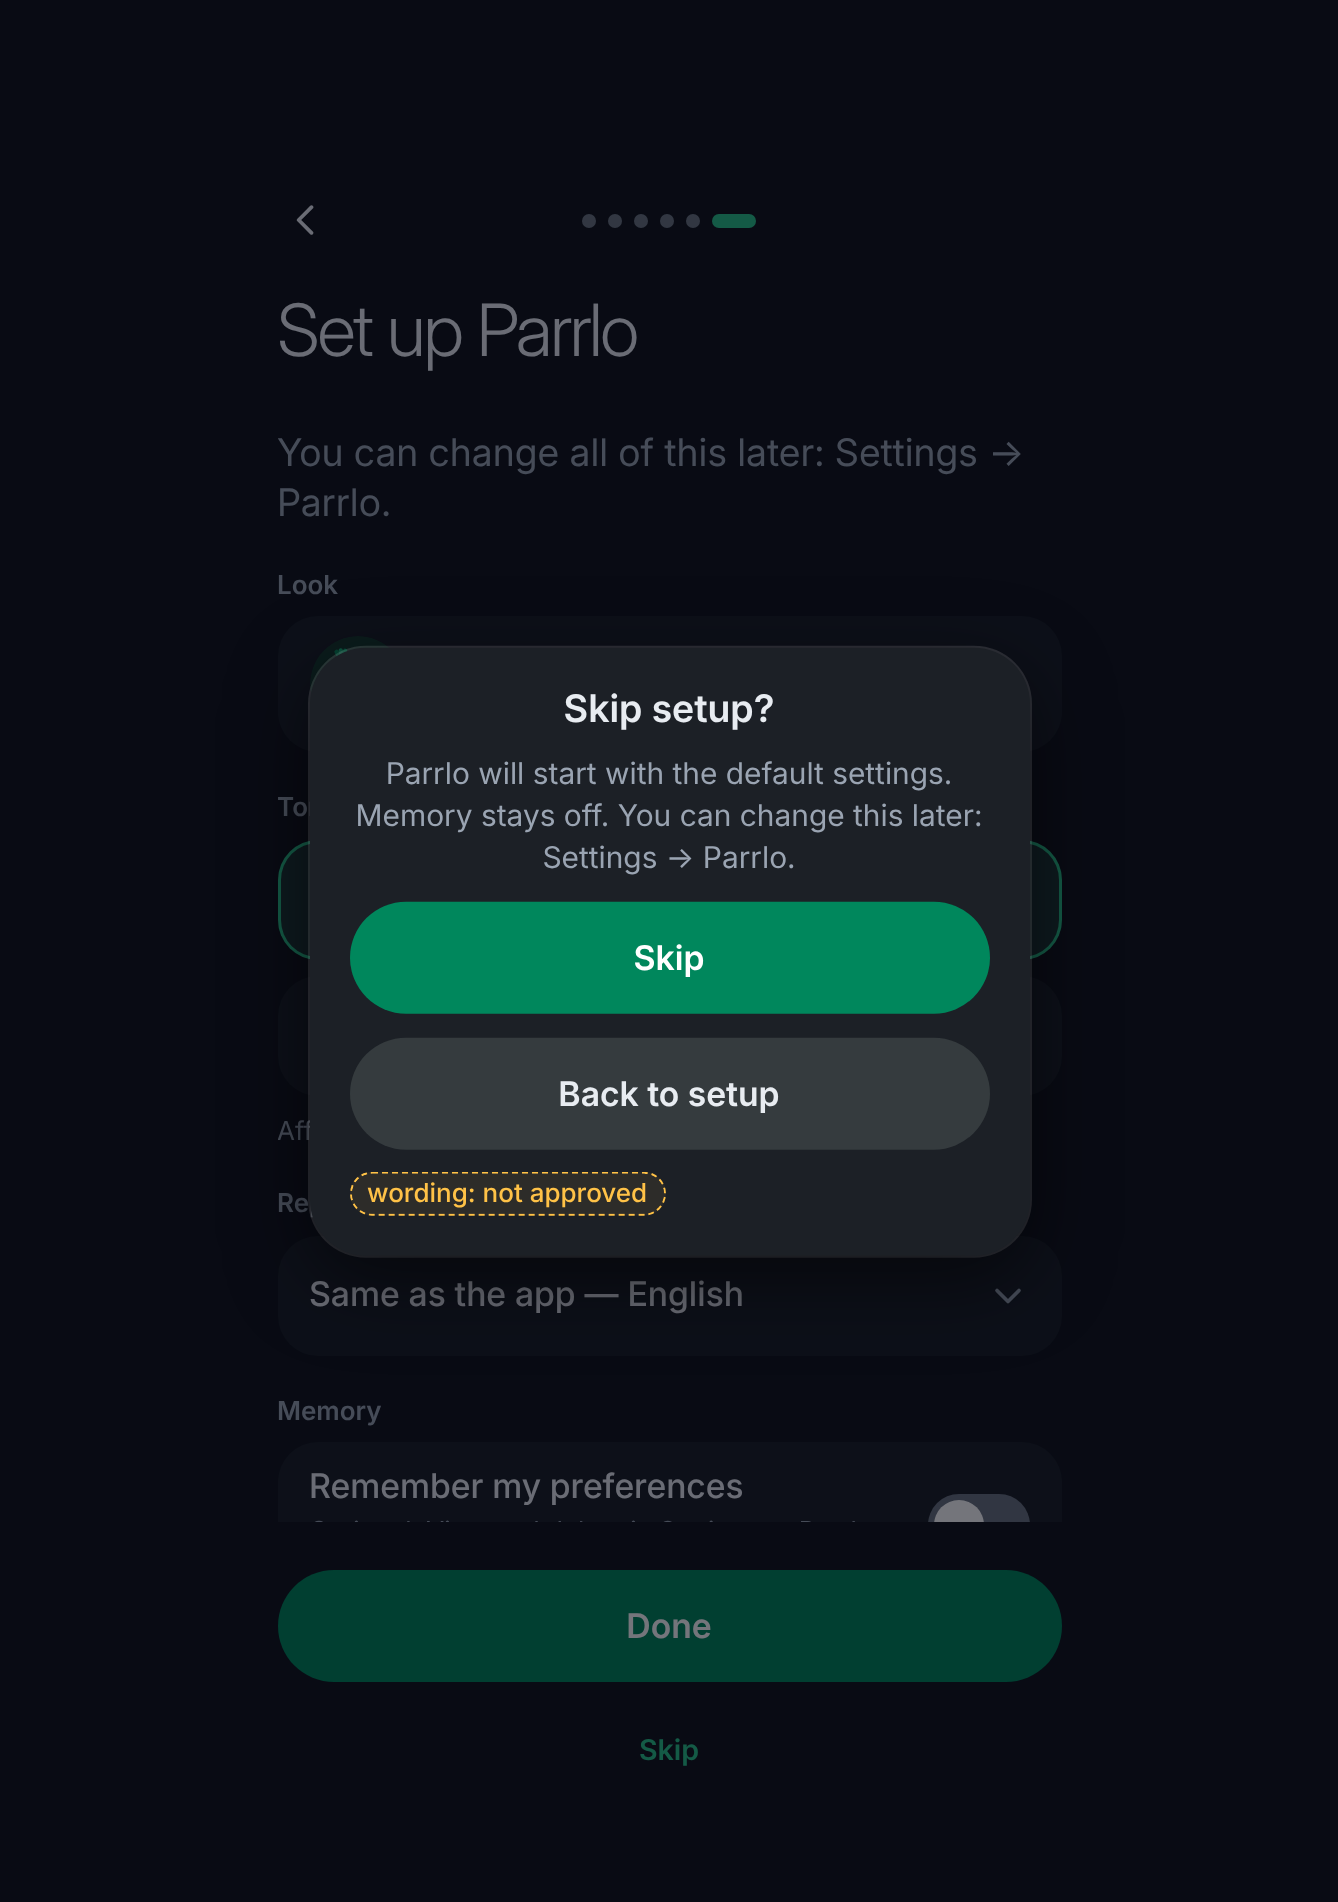 Set up Parrlo
You can change all of this later: Settings →
Parrlo.
Look
Skip setup?
Parrlo will start with the default settings.
Memory stays off. You can change this later:
Settings → Parrlo.
Skip
Back to setup
wording: not approved
Same as the app — English
Memory
Remember my preferences
Done
Skip